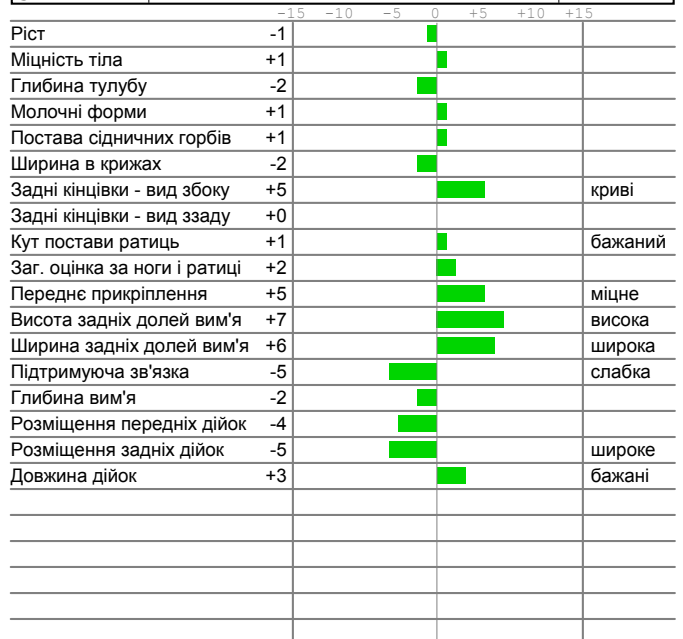 -15 -10 -5 0 +5 +10 +15
Ріст -1
Міцність тіла +1
Глибина тулубу -2
Молочні форми +1
Постава сідничних горбів +1
Ширина в крижах -2
Задні кінцівки - вид збоку +5 криві
Задні кінцівки - вид ззаду +0
Кут постави ратиць +1 бажаний
Заг. оцінка за ноги і ратиці +2
Переднє прикріплення +5 міцне
Висота задніх долей вим'я +7 висока
Ширина задніх долей вим'я +6 широка
Підтримуюча зв'язка -5 слабка
Глибина вим'я -2
Розміщення передніх дійок -4
Розміщення задніх дійок -5 широке
Довжина дійок +3 бажані